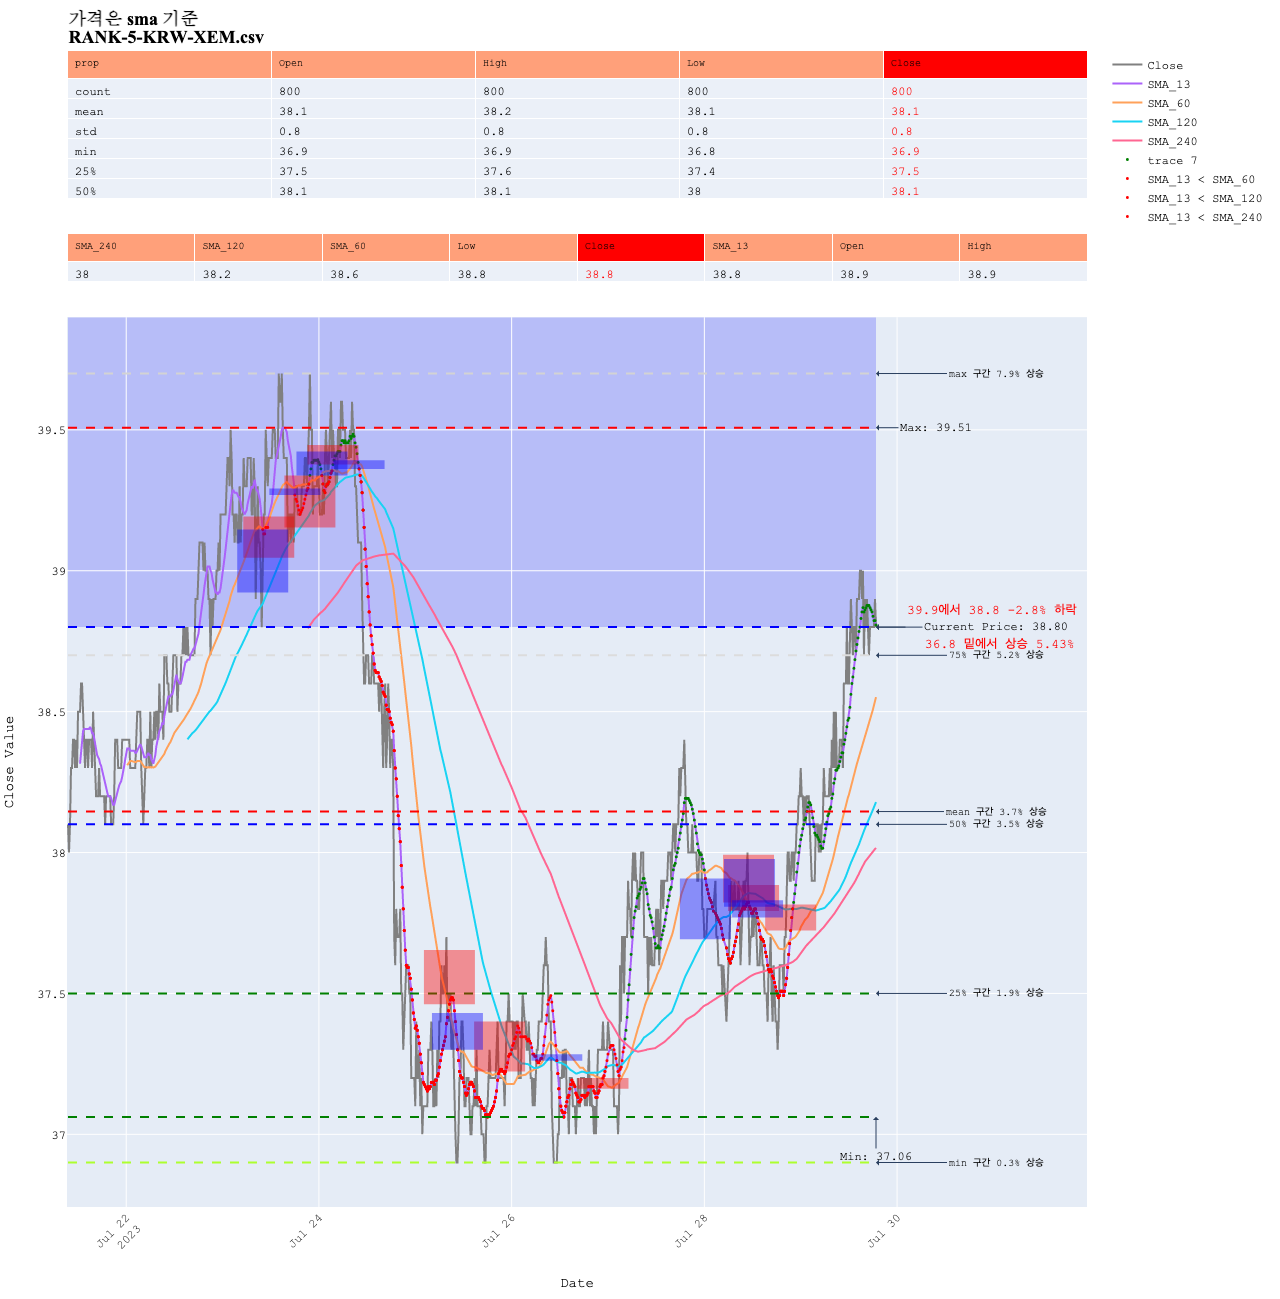 가격은 sma 기준
RANK-5-KRW-XEM.csv
prop Open High Low Close
count 800 800 800 800
mean 38.1 38.2 38.1 38.1
std 0.8 0.8 0.8 0.8
min 36.9 36.9 36.8 36.9
25% 37.5 37.6 37.4 37.5
50% 38.1 38.1 38 38.1
Close
SMA_13
SMA_60
SMA_120
SMA_240
trace 7
SMA_13 < SMA_60
SMA_13 < SMA_120
SMA_13 < SMA_240
SMA_240 SMA_120 SMA_60 Low Close SMA_13 Open High
38 38.2 38.6 38.8 38.8 38.8 38.9 38.9
max 구간 7.9% 상승
Max: 39.51
39.9에서 38.8 -2.8% 하락
Current Price: 38.80
36.8 밑에서 상승 5.43%
75% 구간 5.2% 상승
mean 구간 3.7% 상승
50% 구간 3.5% 상승
25% 구간 1.9% 상승
Min: 37.06
min 구간 0.3% 상승
39.5
39
38.5
38
37.5
37
Close Value
Jul 22
2023
Jul 24
Jul 26
Jul 28
Jul 30
Date